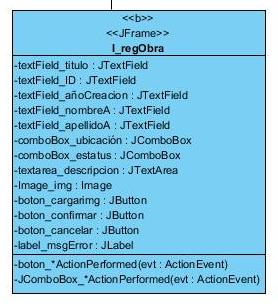 <<b>>
<<JFrame>>
I_regObra
-textField_titulo : JTextField
-textField_ID : JTextField
-textField_añoCreacion : JTextField
-textField_nombreA : JTextField
-textField_apellidoA : JTextField
-comboBox_ubicación : JComboBox
-comboBox_estatus : JComboBox
-textarea_descripcion : JTextArea
-Image_img : Image
-boton_cargarimg : JButton
-boton_confirmar : JButton
-boton_cancelar : JButton
-label_msgError : JLabel
-boton_*ActionPerformed(evt : ActionEvent)
-JComboBox_*ActionPerformed(evt : ActionEvent)